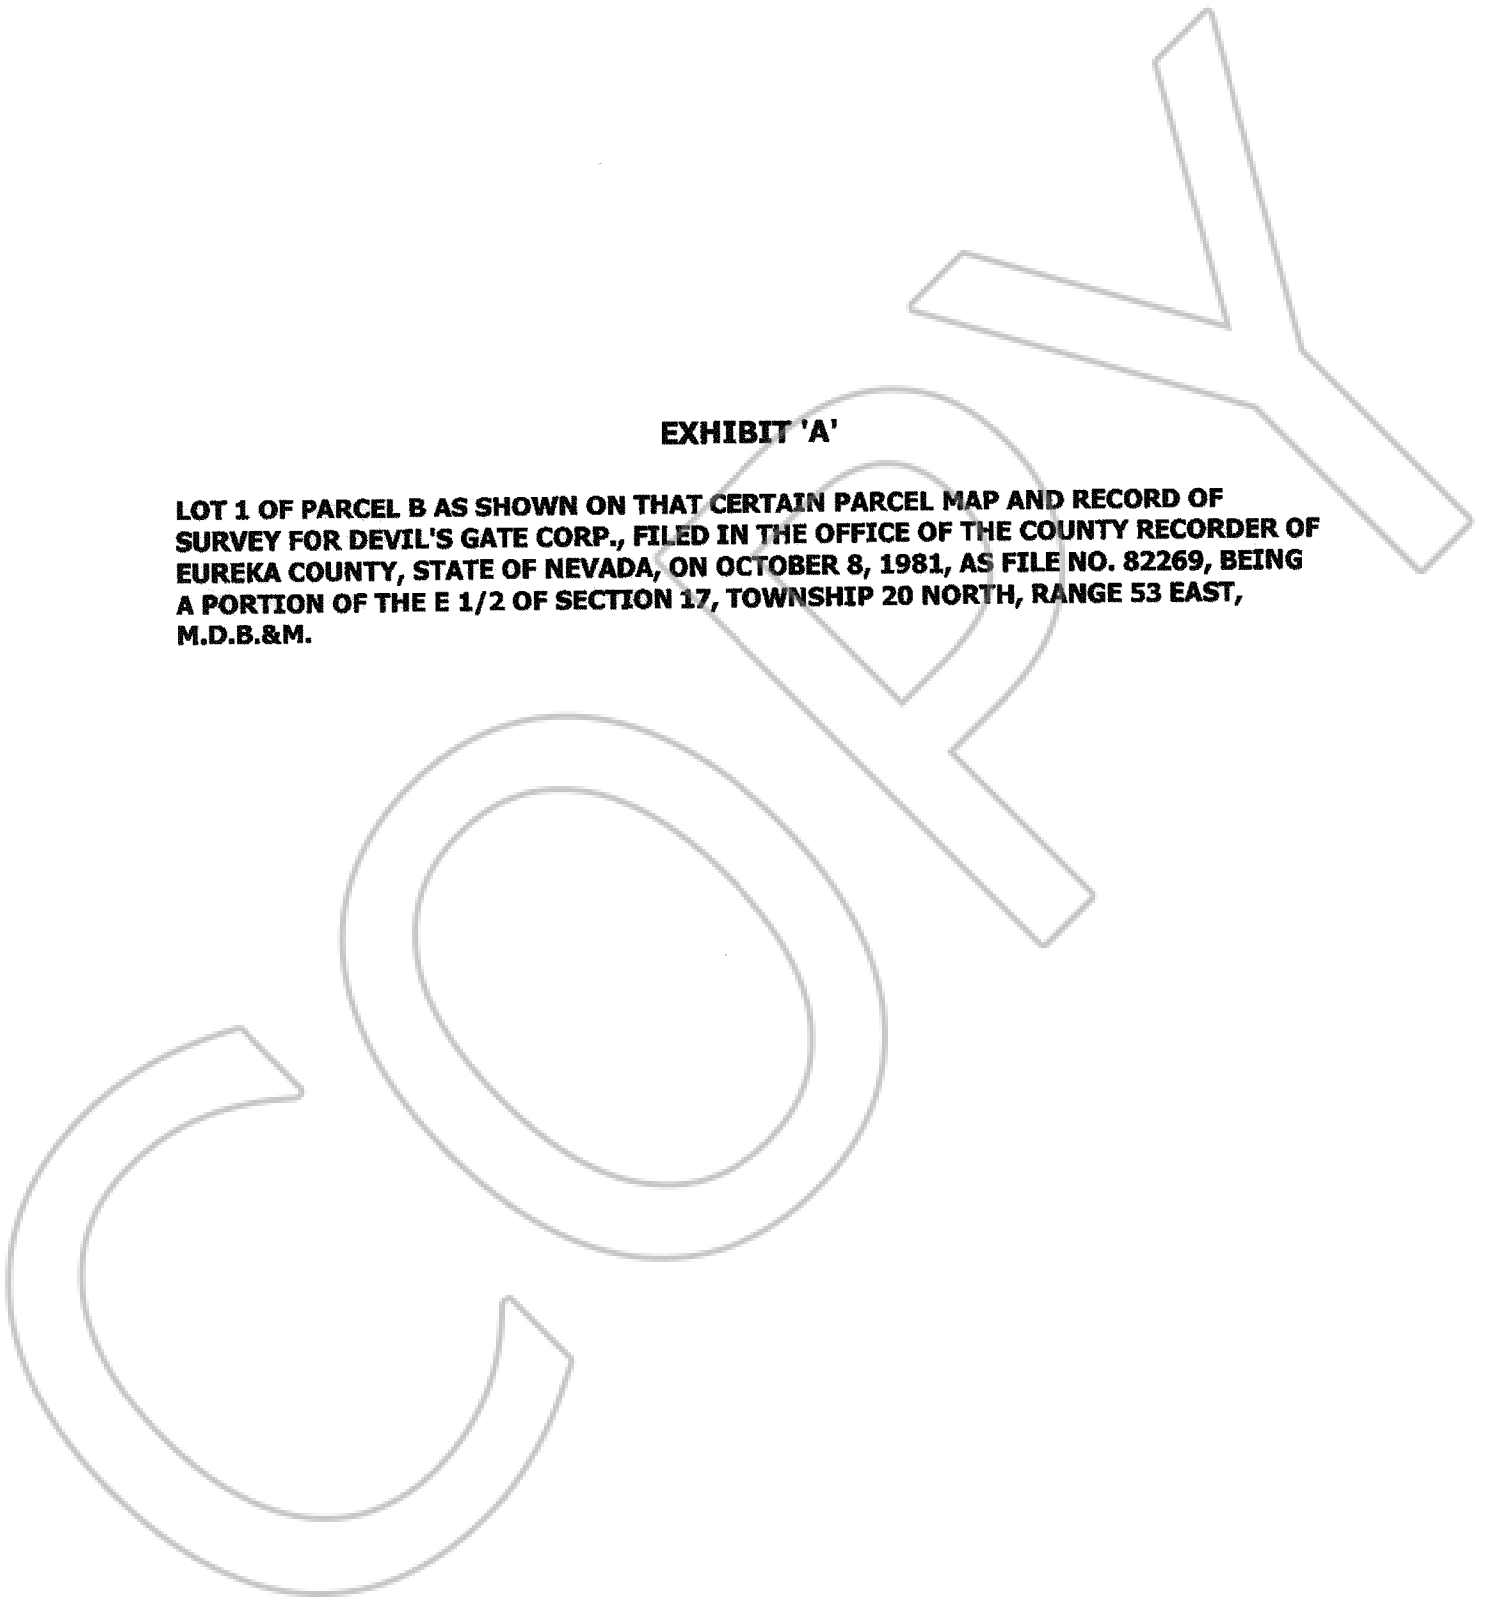 EXHIBIT 'A'
LOT 1 OF PARCEL B AS SHOWN ON THAT CERTAIN PARCEL MAP AND RECORD OF
SURVEY FOR DEVIL'S GATE CORP., FILED IN THE OFFICE OF THE COUNTY RECORDER OF
EUREKA COUNTY, STATE OF NEVADA, ON OCTOBER 8, 1981, AS FILE NO. 82269, BEING
A PORTION OF THE E 1/2 OF SECTION 17, TOWNSHIP 20 NORTH, RANGE 53 EAST,
M.D.B.&M.
COPY